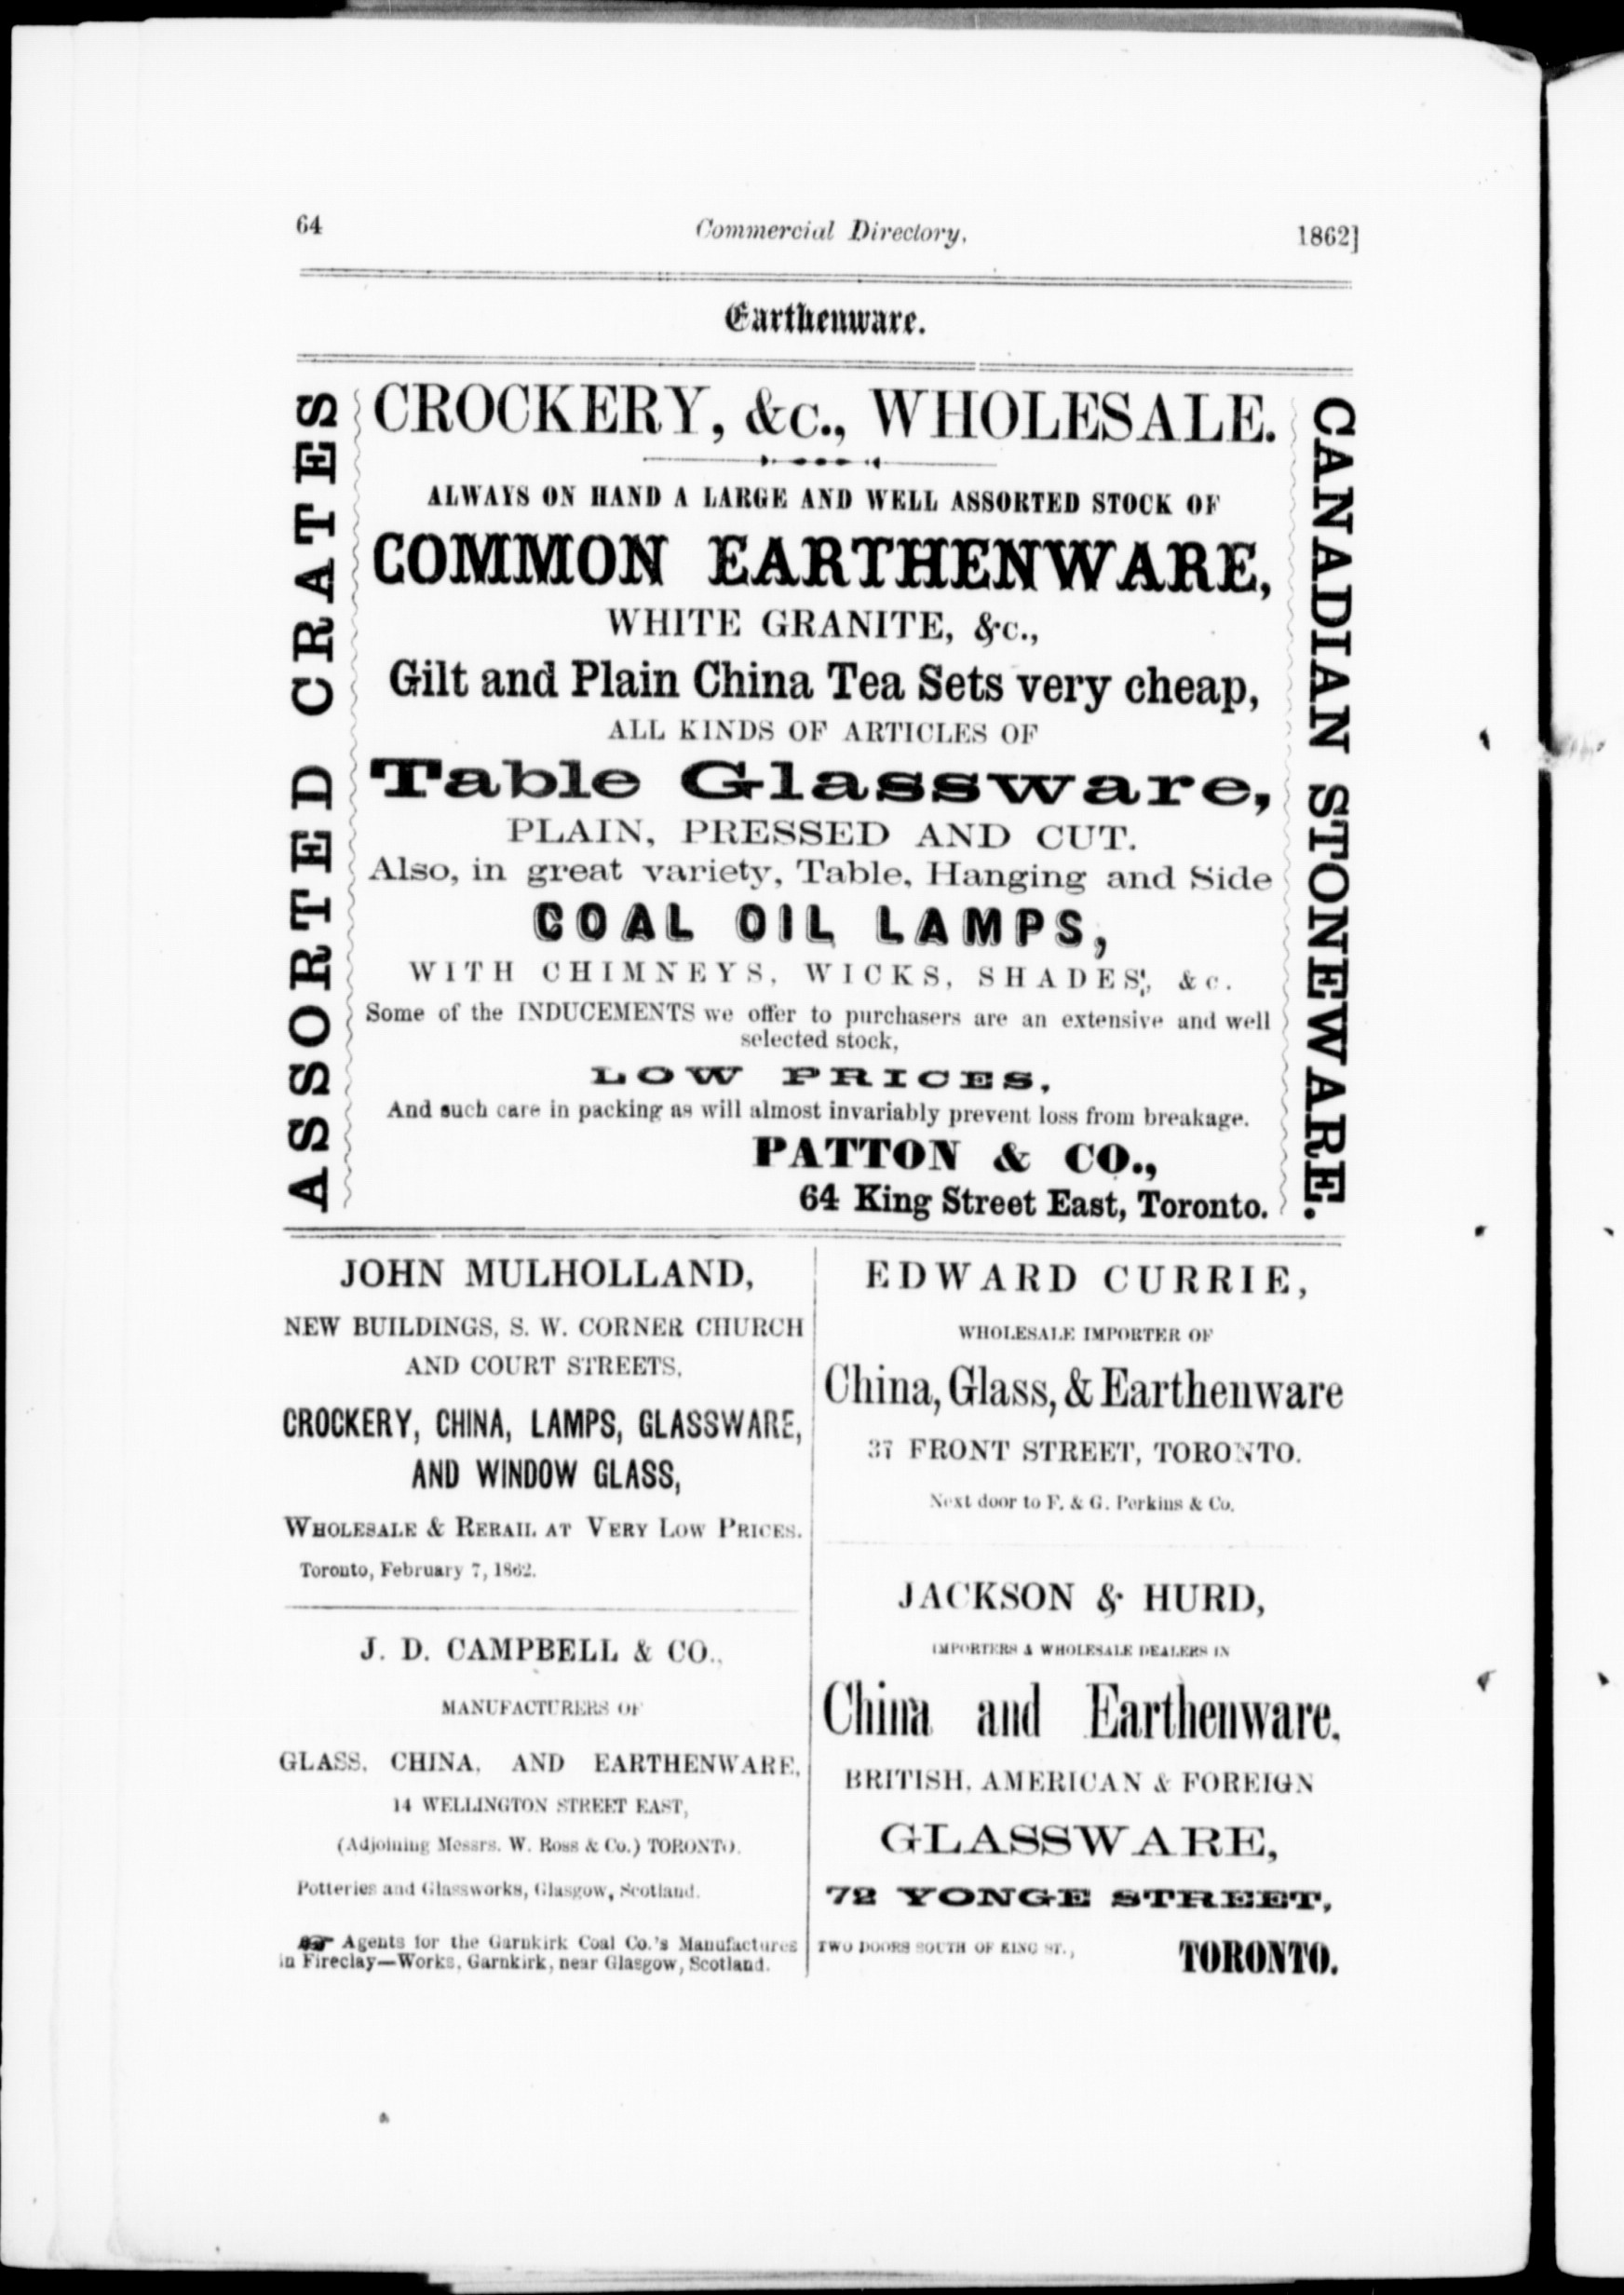 64
Commercial Directory.
1862]
Earthenware.
ASSORTED CRATES
CROCKERY, &c., WHOLESALE.
ALWAYS ON HAND A LARGE AND WELL ASSORTED STOCK OF
COMMON EARTHENWARE,
WHITE GRANITE, &c.,
Gilt and Plain China Tea Sets very cheap,
ALL KINDS OF ARTICLES OF
Table Glassware,
PLAIN, PRESSED AND CUT.
Also, in great variety, Table, Hanging and Side
COAL OIL LAMPS,
WITH CHIMNEYS, WICKS, SHADES, &c.
Some of the INDUCEMENTS we offer to purchasers are an extensive and well
selected stock,
LOW PRICES,
And such care in packing as will almost invariably prevent loss from breakage.
PATTON & CO.,
64 King Street East, Toronto.
CANADIAN STONEWARE.
JOHN MULHOLLAND,
NEW BUILDINGS, S. W. CORNER CHURCH
AND COURT STREETS,
CROCKERY, CHINA, LAMPS, GLASSWARE,
AND WINDOW GLASS,
WHOLESALE & RERAIL AT VERY LOW PRICES.
Toronto, February 7, 1862.
J. D. CAMPBELL & CO.,
MANUFACTURERS OF
GLASS, CHINA, AND EARTHENWARE,
14 WELLINGTON STREET EAST,
(Adjoining Messrs. W. Ross & Co.) TORONTO.
Potteries and Glassworks, Glasgow, Scotland.
☞ Agents for the Garnkirk Coal Co.'s Manufactures
in Fireclay—Works, Garnkirk, near Glasgow, Scotland.
EDWARD CURRIE,
WHOLESALE IMPORTER OF
China, Glass, & Earthenware
37 FRONT STREET, TORONTO.
Next door to F. & G. Perkins & Co.
JACKSON & HURD,
IMPORTERS & WHOLESALE DEALERS IN
China and Earthenware.
BRITISH, AMERICAN & FOREIGN
GLASSWARE,
72 YONGE STREET,
TWO DOORS SOUTH OF KING ST.,
TORONTO.